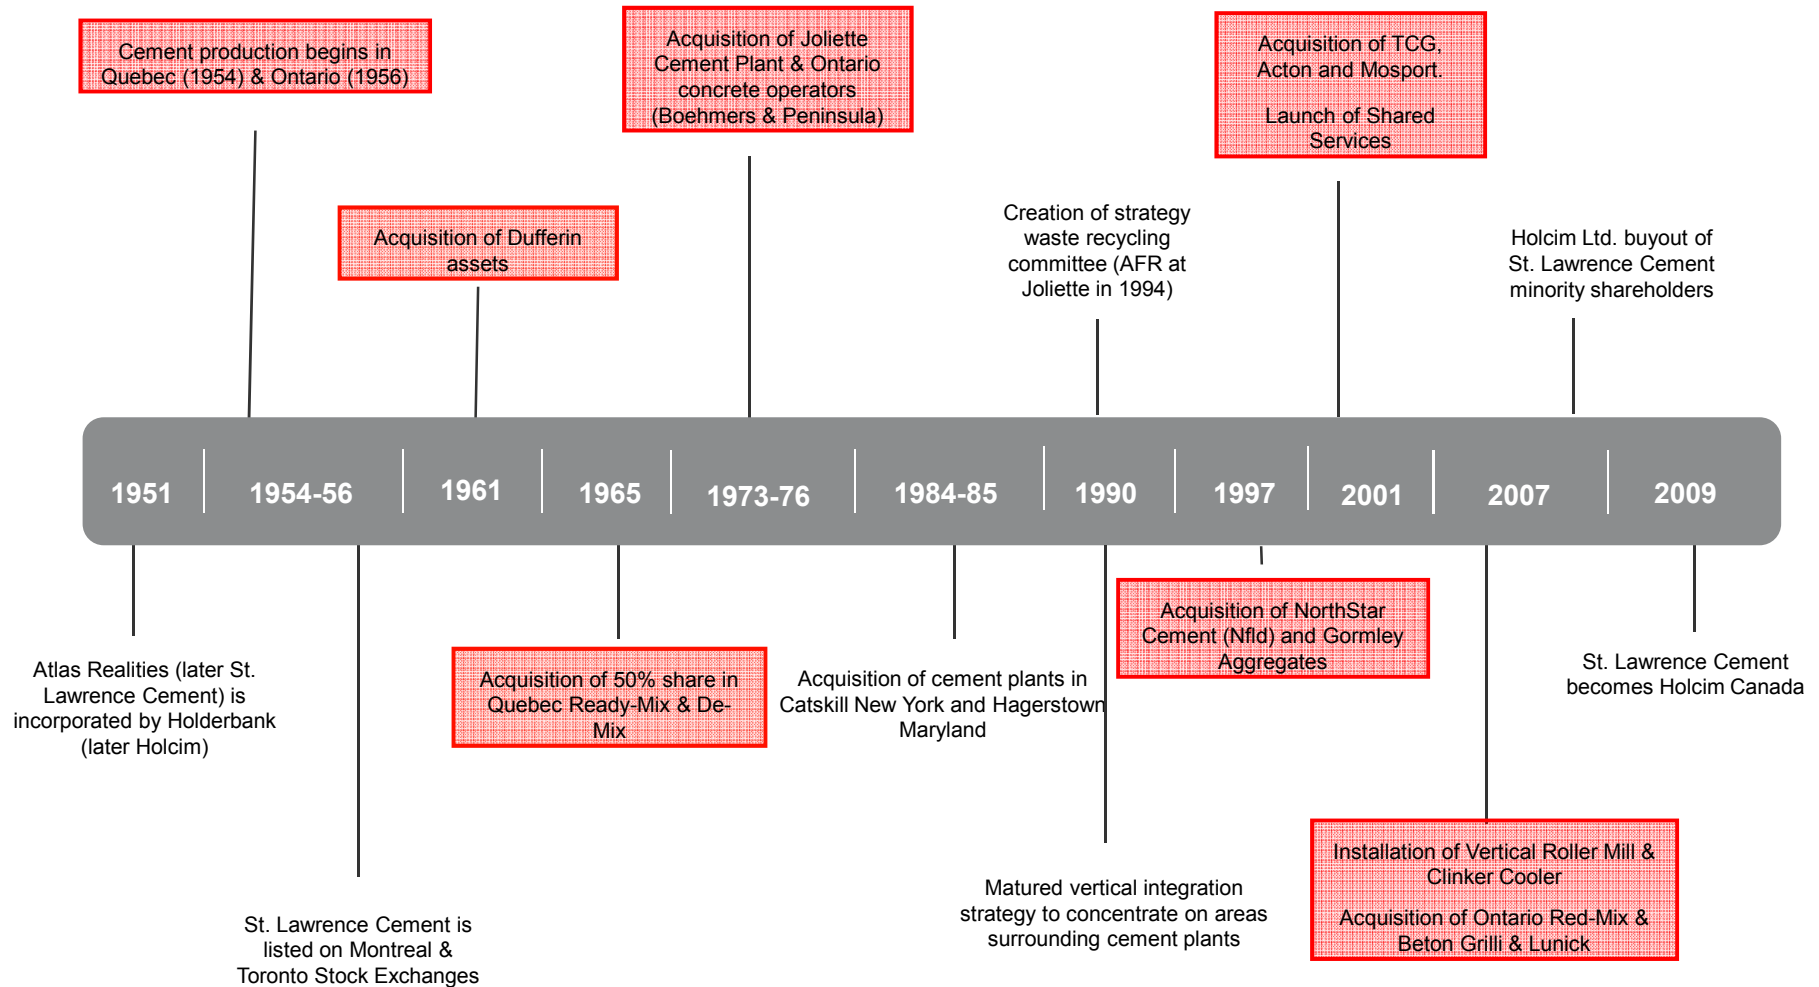 Cement production begins in
Quebec (1954) & Ontario (1956)
Acquisition of Joliette
Cement Plant & Ontario
concrete operators
(Boehmers & Peninsula)
Acquisition of TCG,
Acton and Mosport.
Launch of Shared
Services
Acquisition of Dufferin
assets
Creation of strategy
waste recycling
committee (AFR at
Joliette in 1994)
Holcim Ltd. buyout of
St. Lawrence Cement
minority shareholders
1951
1954-56
1961
1965
1973-76
1984-85
1990
1997
2001
2007
2009
Atlas Realities (later St.
Lawrence Cement) is
incorporated by Holderbank
(later Holcim)
St. Lawrence Cement is
listed on Montreal &
Toronto Stock Exchanges
Acquisition of 50% share in
Quebec Ready-Mix & De-
Mix
Acquisition of cement plants in
Catskill New York and Hagerstown
Maryland
Matured vertical integration
strategy to concentrate on areas
surrounding cement plants
Acquisition of NorthStar
Cement (Nfld) and Gormley
Aggregates
Installation of Vertical Roller Mill &
Clinker Cooler
Acquisition of Ontario Red-Mix &
Beton Grilli & Lunick
St. Lawrence Cement
becomes Holcim Canada